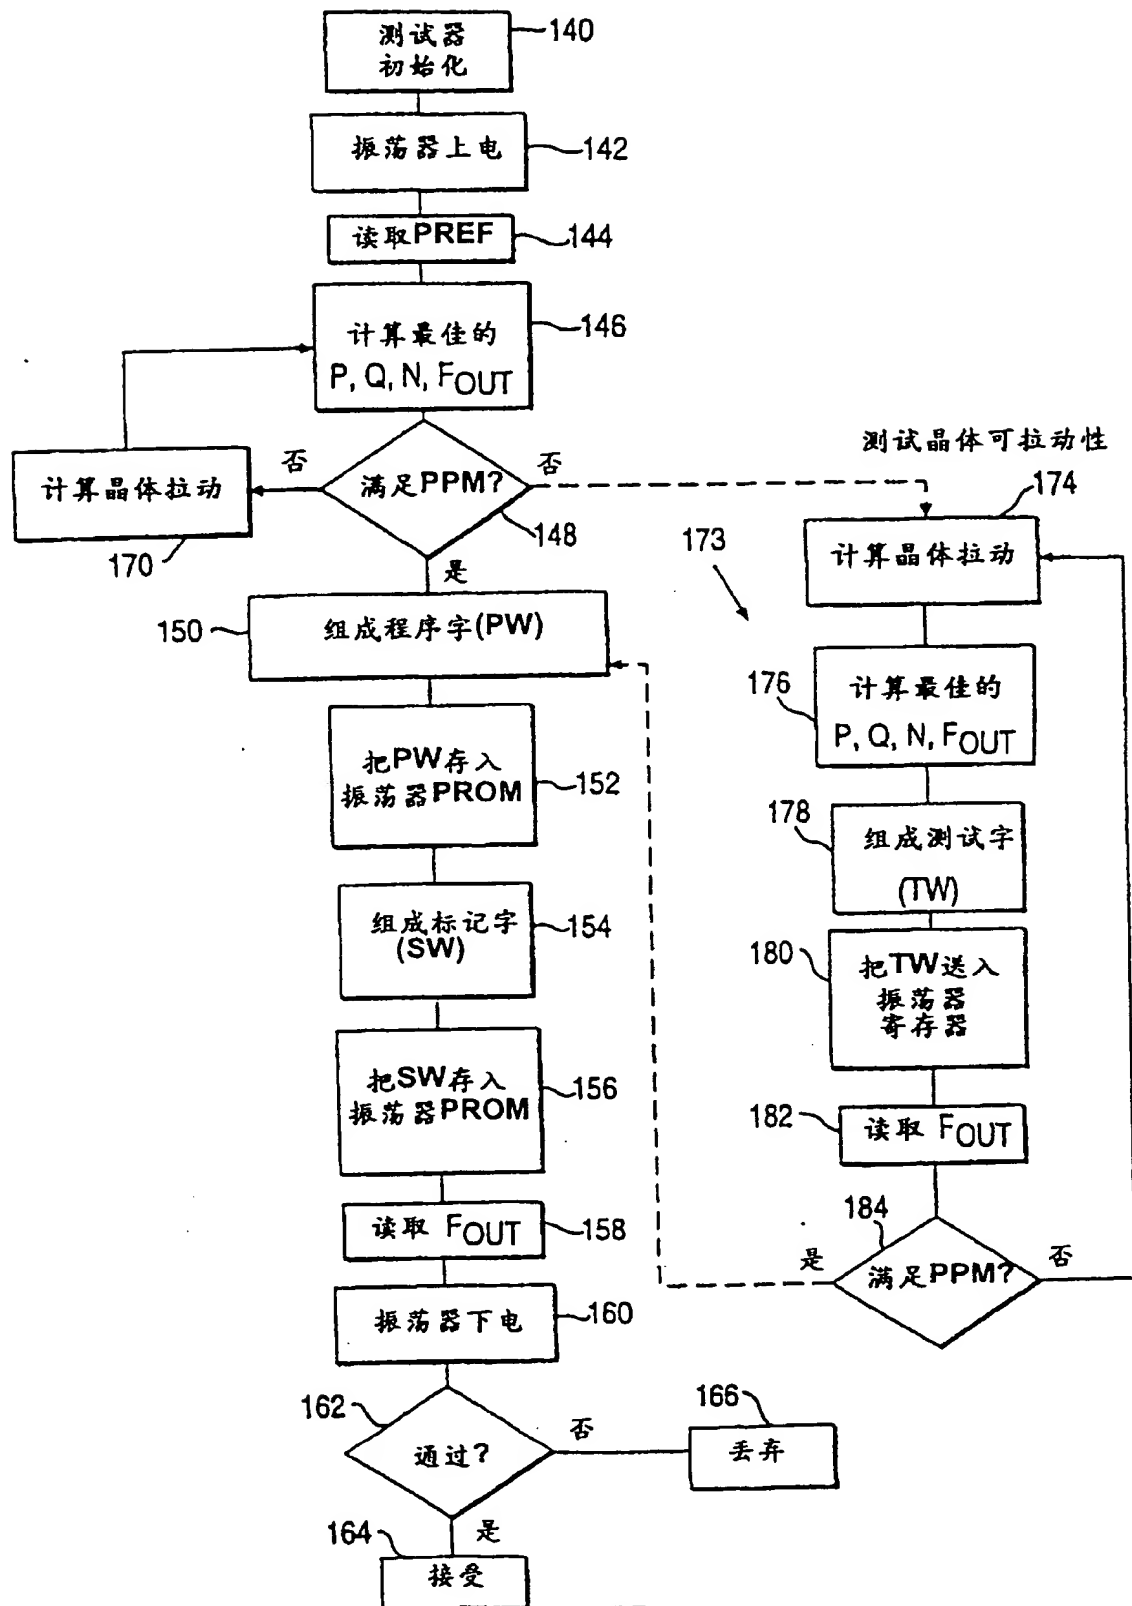 测试器
初始化
140
振荡器上电
142
读取PREF
144
计算最佳的
P, Q, N, FOUT
146
满足PPM?
148
否
否
是
计算晶体拉动
170
测试晶体可拉动性
174
计算晶体拉动
173
150
组成程序字(PW)
176
计算最佳的
P, Q, N, FOUT
把PW存入
振荡器PROM
152
178
组成测试字
(TW)
组成标记字
(SW)
154
180
把TW送入
振荡器
寄存器
把SW存入
振荡器PROM
156
182
读取 FOUT
读取 FOUT
158
184
是
满足PPM?
否
振荡器下电
160
162
通过?
否
166
丢弃
是
164
接受